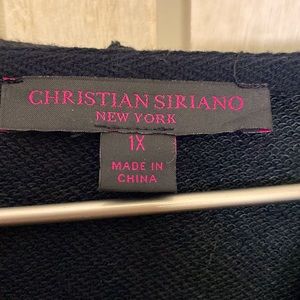 CHRISTIAN SIRIANO
NEW YORK
1X
MADE IN
CHINA